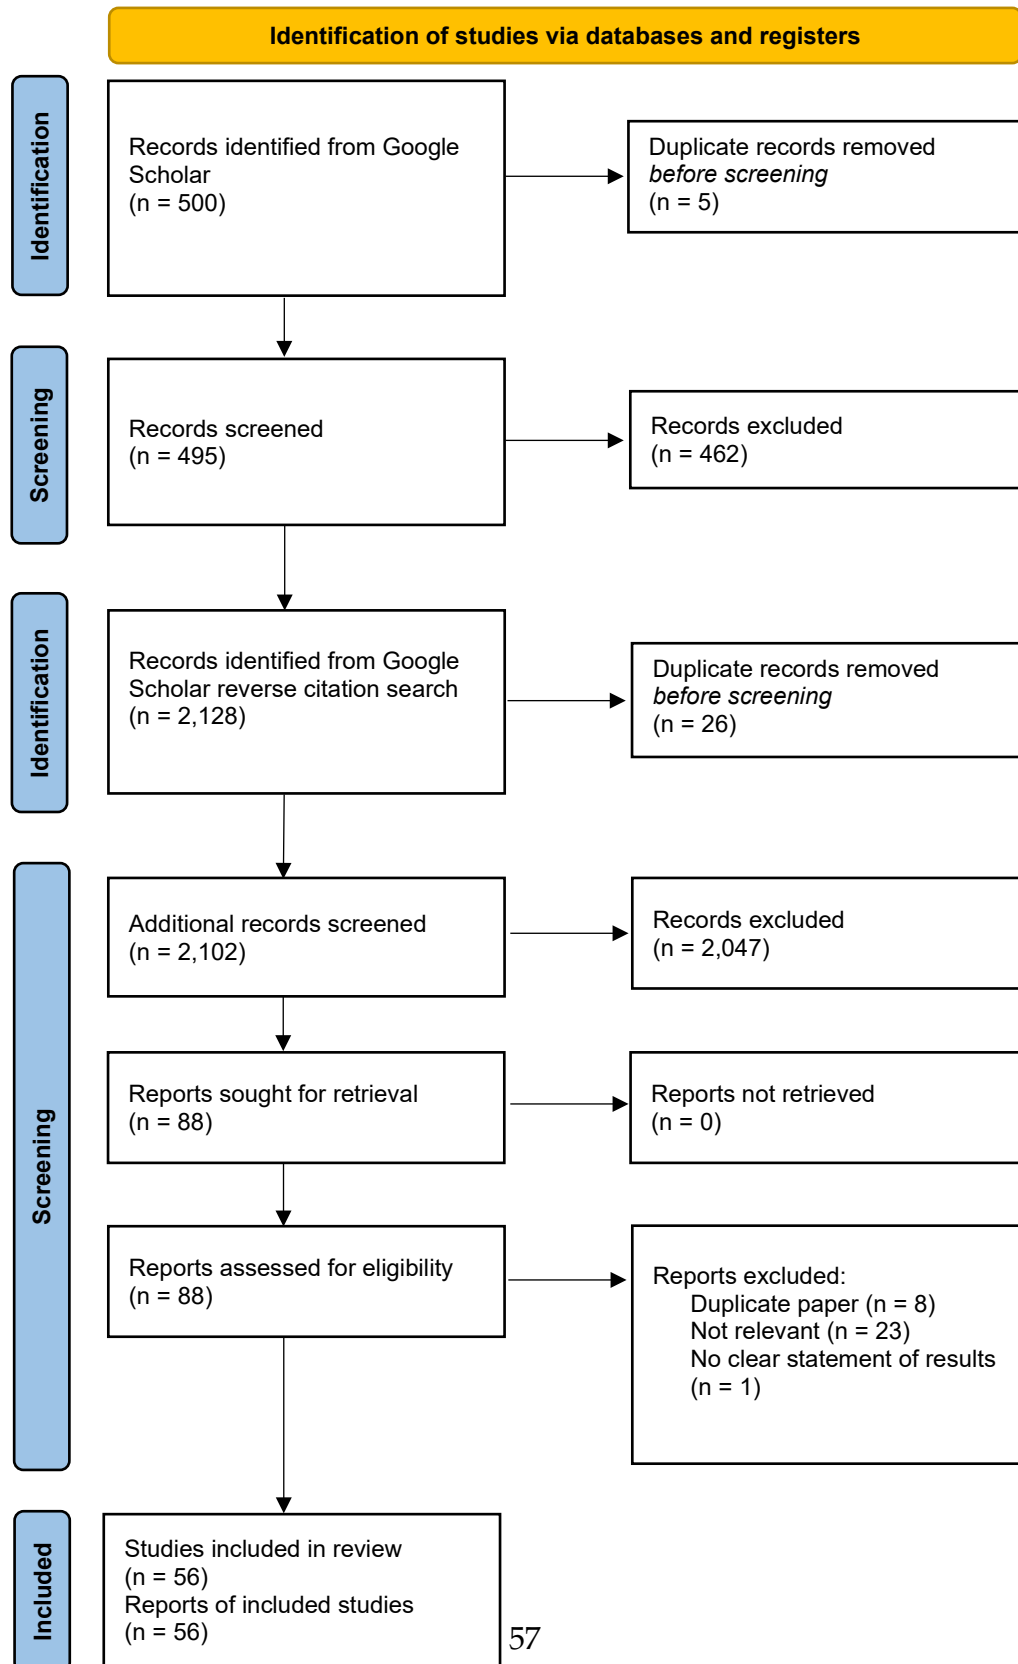 Identification of studies via databases and registers
Identification
Records identified from Google
Scholar
(n = 500)
Duplicate records removed
before screening
(n = 5)
Screening
Records screened
(n = 495)
Records excluded
(n = 462)
Identification
Records identified from Google
Scholar reverse citation search
(n = 2,128)
Duplicate records removed
before screening
(n = 26)
Screening
Additional records screened
(n = 2,102)
Records excluded
(n = 2,047)
Reports sought for retrieval
(n = 88)
Reports not retrieved
(n = 0)
Reports assessed for eligibility
(n = 88)
Reports excluded:
Duplicate paper (n = 8)
Not relevant (n = 23)
No clear statement of results
(n = 1)
Included
Studies included in review
(n = 56)
Reports of included studies
(n = 56)
57